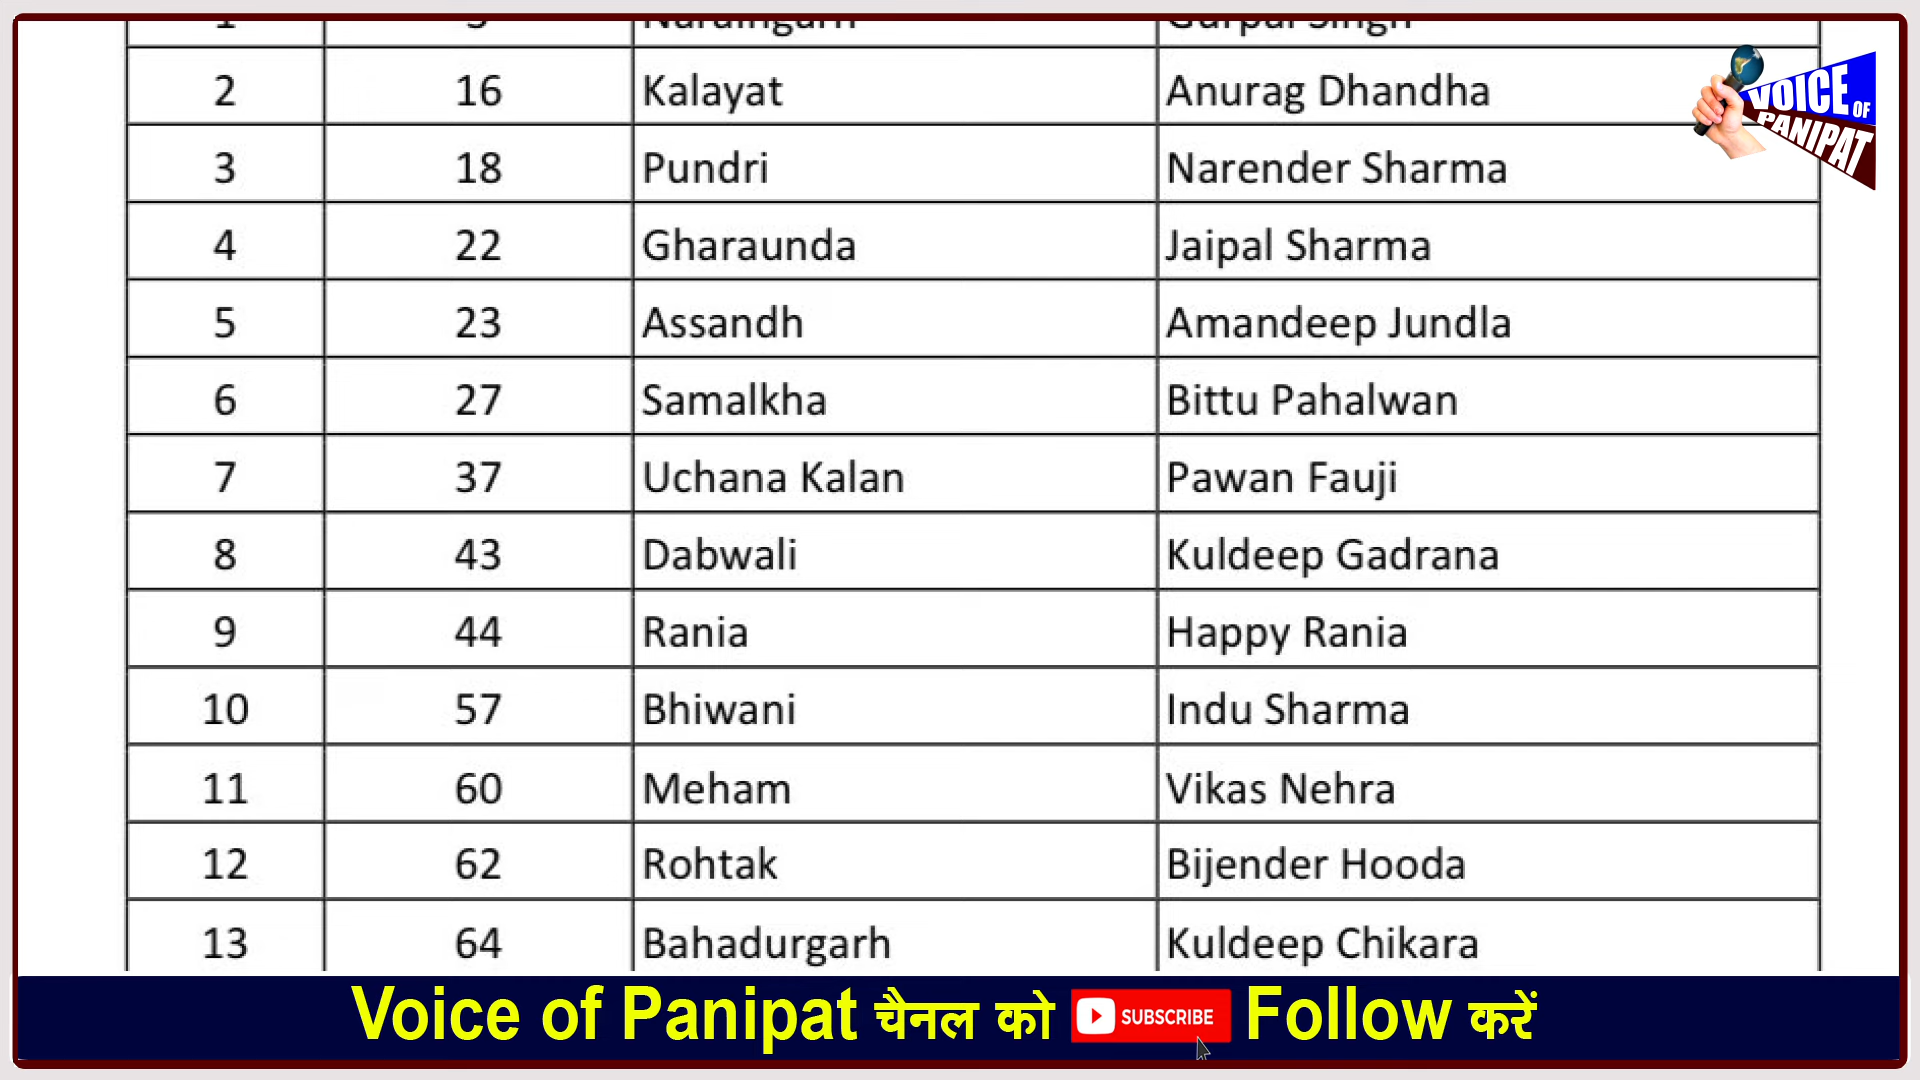 2 16 Kalayat Anurag Dhandha
3 18 Pundri Narender Sharma
4 22 Gharaunda Jaipal Sharma
5 23 Assandh Amandeep Jundla
6 27 Samalkha Bittu Pahalwan
7 37 Uchana Kalan Pawan Fauji
8 43 Dabwali Kuldeep Gadrana
9 44 Rania Happy Rania
10 57 Bhiwani Indu Sharma
11 60 Meham Vikas Nehra
12 62 Rohtak Bijender Hooda
13 64 Bahadurgarh Kuldeep Chikara
VOICE OF
PANIPAT
Voice of Panipat चैनल को SUBSCRIBE Follow करें